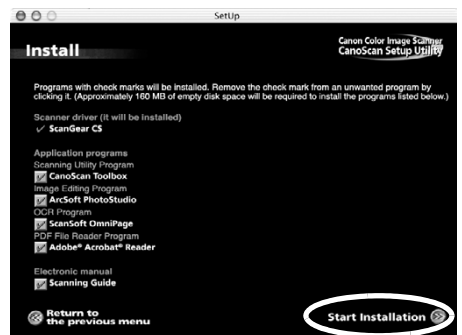 SetUp
Install
Canon Color Image Scanner
CanoScan Setup Utility
Programs with check marks will be installed. Remove the check mark from an unwanted program by
clicking it. (Approximately 160 MB of empty disk space will be required to install the programs listed below.)
Scanner driver (it will be installed)
ScanGear CS
Application programs
Scanning Utility Program
CanoScan Toolbox
Image Editing Program
ArcSoft PhotoStudio
OCR Program
ScanSoft OmniPage
PDF File Reader Program
Adobe® Acrobat® Reader
Electronic manual
Scanning Guide
Return to
the previous menu
Start Installation